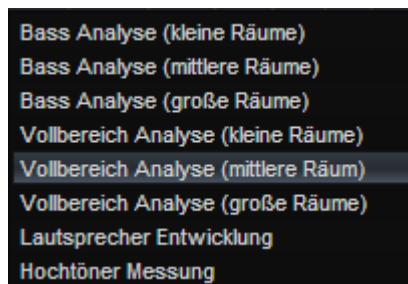 Bass Analyse (kleine Räume)
Bass Analyse (mittlere Räume)
Bass Analyse (große Räume)
Vollbereich Analyse (kleine Räume)
Vollbereich Analyse (mittlere Räum)
Vollbereich Analyse (große Räume)
Lautsprecher Entwicklung
Hochtöner Messung